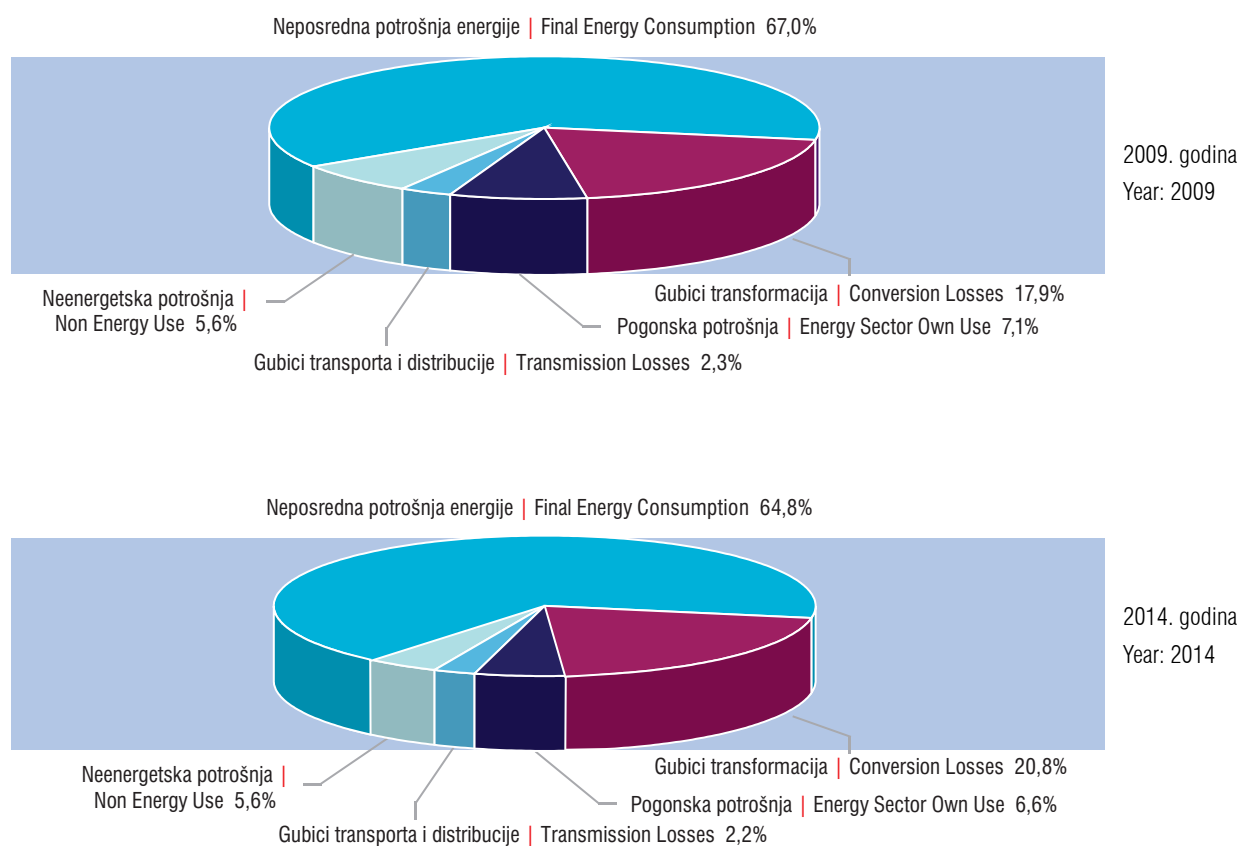 Neposredna potrošnja energije | Final Energy Consumption 67,0%
2009. godina
Year: 2009
Neenergetska potrošnja |
Non Energy Use 5,6%
Gubici transformacija | Conversion Losses 17,9%
Pogonska potrošnja | Energy Sector Own Use 7,1%
Gubici transporta i distribucije | Transmission Losses 2,3%
Neposredna potrošnja energije | Final Energy Consumption 64,8%
2014. godina
Year: 2014
Gubici transformacija | Conversion Losses 20,8%
Neenergetska potrošnja |
Non Energy Use 5,6%
Pogonska potrošnja | Energy Sector Own Use 6,6%
Gubici transporta i distribucije | Transmission Losses 2,2%